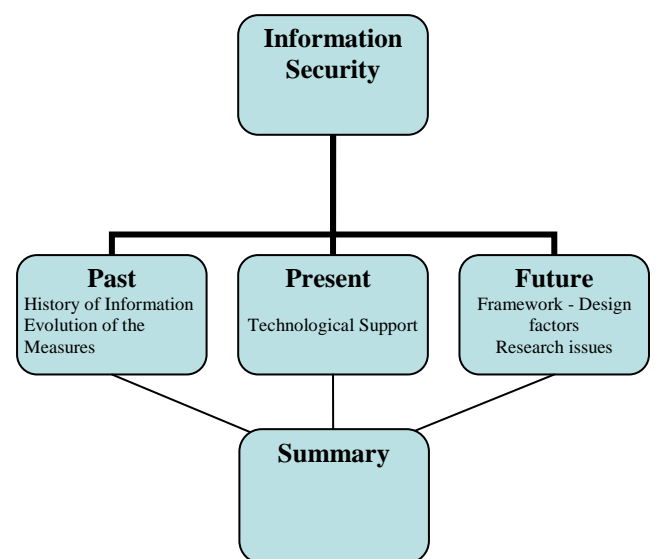 Information
Security
Past
History of Information
Evolution of the
Measures
Present
Technological Support
Future
Framework - Design
factors
Research issues
Summary